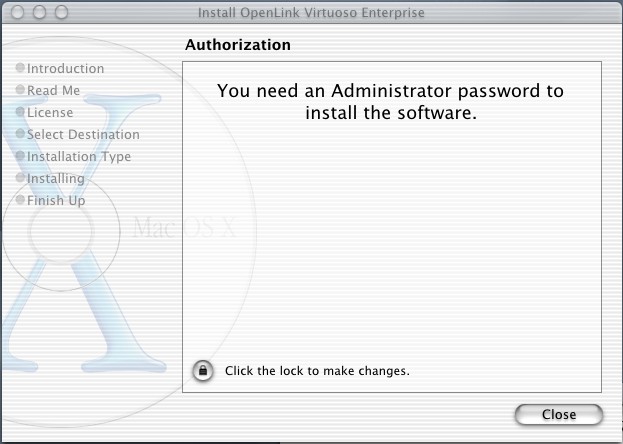 Install OpenLink Virtuoso Enterprise
Authorization
Introduction
Read Me
License
Select Destination
Installation Type
Installing
Finish Up
Mac OS X
You need an Administrator password to
install the software.
Click the lock to make changes.
Close